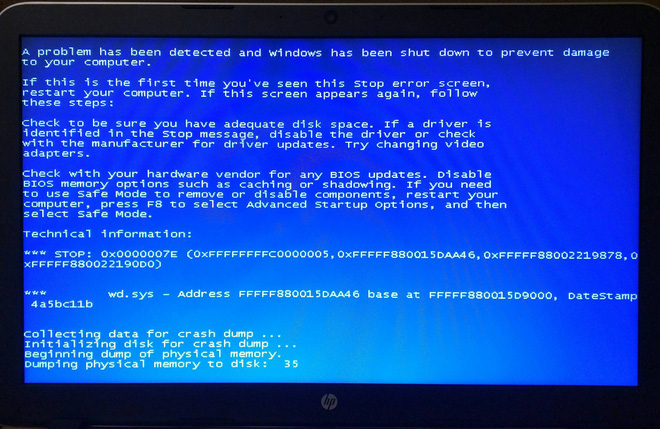 A problem has been detected and Windows has been shut down to prevent damage
to your computer.
If this is the first time you've seen this Stop error screen,
restart your computer. If this screen appears again, follow
these steps:
Check to be sure you have adequate disk space. If a driver is
identified in the Stop message, disable the driver or check
with the manufacturer for driver updates. Try changing video
adapters.
Check with your hardware vendor for any BIOS updates. Disable
BIOS memory options such as caching or shadowing. If you need
to use Safe Mode to remove or disable components, restart your
computer, press F8 to select Advanced Startup Options, and then
select Safe Mode.
Technical information:
*** STOP: 0x0000007E (0xFFFFFFFFC0000005,0xFFFFF880015DAA46,0xFFFFF88002219878,0
xFFFFF880022190D0)
***       wd.sys - Address FFFFF880015DAA46 base at FFFFF880015D9000, DateStamp
4a5bc11b
Collecting data for crash dump ...
Initializing disk for crash dump ...
Beginning dump of physical memory.
Dumping physical memory to disk:  35
hp